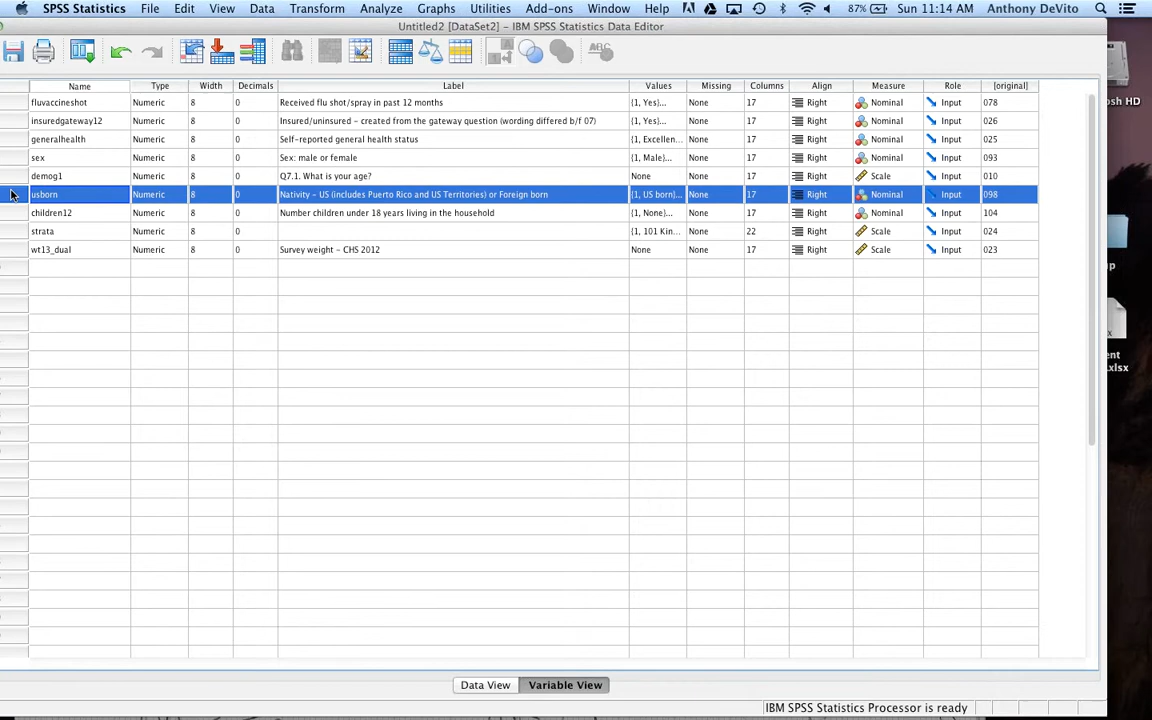 SPSS Statistics File Edit View Data Transform Analyze Graphs Utilities Add-ons Window Help 87% Sun 11:14 AM Anthony DeVito
Untitled2 [DataSet2] – IBM SPSS Statistics Data Editor
Name Type Width Decimals Label Values Missing Columns Align Measure Role [original]
fluvaccineshot Numeric 8 0 Received flu shot/spray in past 12 months {1, Yes}... None 17 Right Nominal Input 078
insuredgateway12 Numeric 8 0 Insured/uninsured – created from the gateway question (wording differed b/f 07) {1, Yes}... None 17 Right Nominal Input 026
generalhealth Numeric 8 0 Self-reported general health status {1, Excellen... None 17 Right Nominal Input 025
sex Numeric 8 0 Sex: male or female {1, Male}... None 17 Right Nominal Input 093
demog1 Numeric 8 0 Q7.1. What is your age? None None 17 Right Scale Input 010
usborn Numeric 8 0 Nativity – US (includes Puerto Rico and US Territories) or Foreign born {1, US born}... None 17 Right Nominal Input 098
children12 Numeric 8 0 Number children under 18 years living in the household {1, None}... None 17 Right Nominal Input 104
strata Numeric 8 0 {1, 101 Kin... None 22 Right Scale Input 024
wt13_dual Numeric 8 0 Survey weight – CHS 2012 None None 17 Right Scale Input 023
ABC
osh HD
ip
ent
.xlsx
Data View Variable View
IBM SPSS Statistics Processor is ready